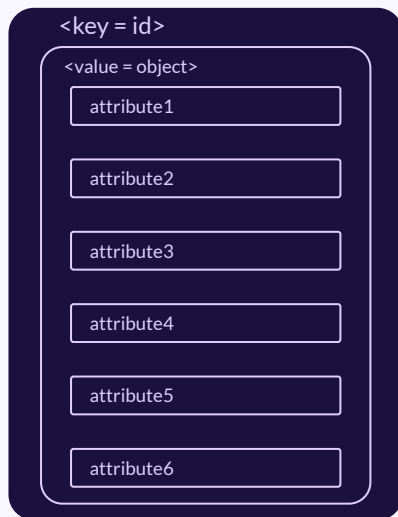 <key = id>
<value = object>
attribute1
attribute2
attribute3
attribute4
attribute5
attribute6